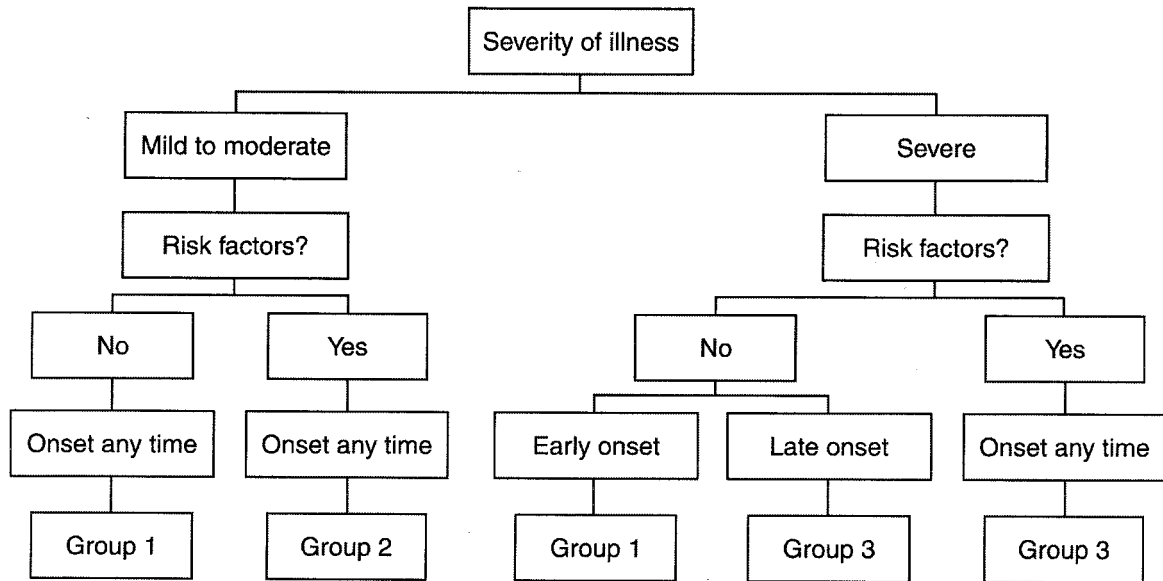 Severity of illness
Mild to moderate
Severe
Risk factors?
Risk factors?
No
Yes
No
Yes
Onset any time
Onset any time
Early onset
Late onset
Onset any time
Group 1
Group 2
Group 1
Group 3
Group 3